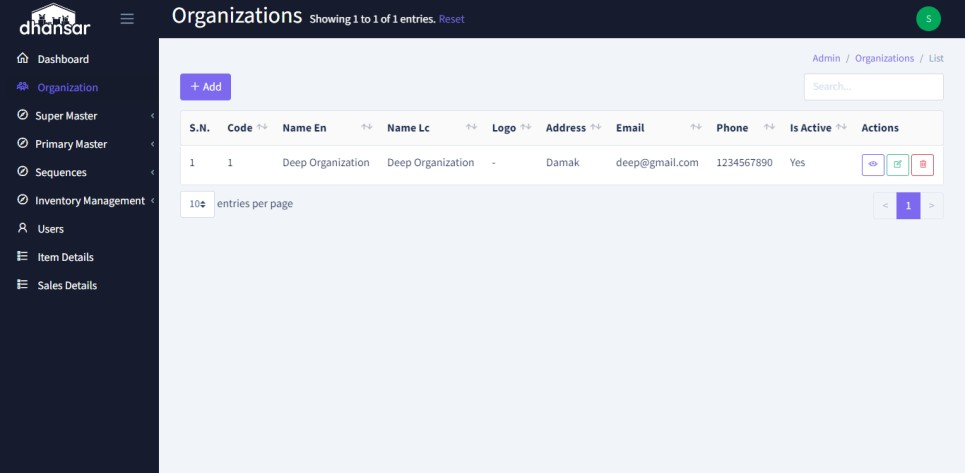 dhansar
Organizations Showing 1 to 1 of 1 entries. Reset
S
Dashboard
Organization
Super Master
Primary Master
Sequences
Inventory Management
Users
Item Details
Sales Details
Admin / Organizations / List
+ Add
Search...
S.N. Code Name En Name Lc Logo Address Email Phone Is Active Actions
1 1 Deep Organization Deep Organization - Damak deep@gmail.com 1234567890 Yes
10 entries per page
< 1 >